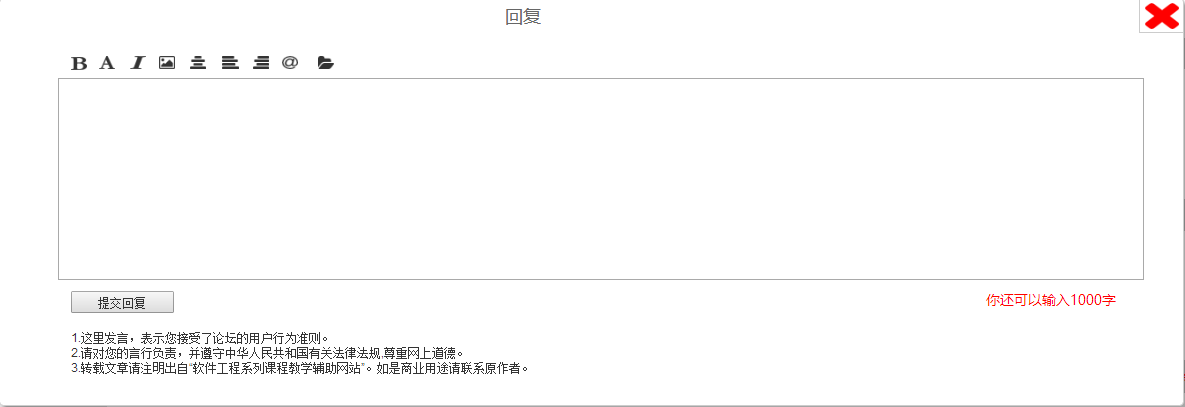 回复
B A I @
提交回复
你还可以输入1000字
1.这里发言，表示您接受了论坛的用户行为准则。
2.请对您的言行负责，并遵守中华人民共和国有关法律法规,尊重网上道德。
3.转载文章请注明出自“软件工程系列课程教学辅助网站”。如是商业用途请联系原作者。